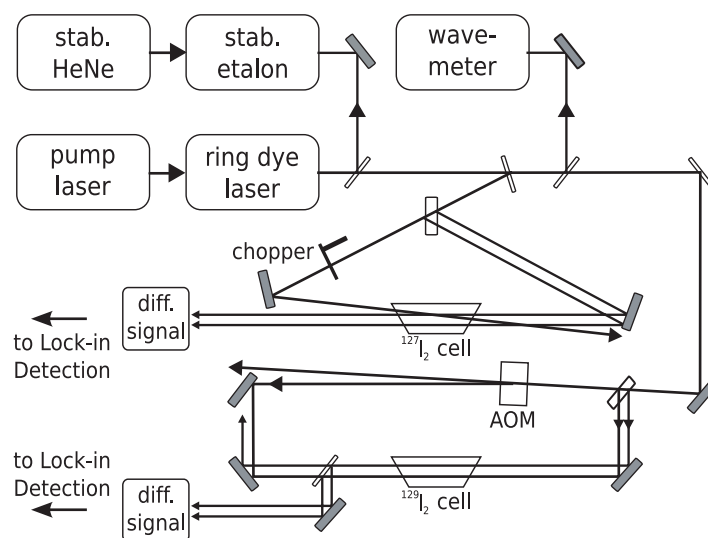 stab.
HeNe
stab.
etalon
wave-
meter
pump
laser
ring dye
laser
chopper
diff.
signal
to Lock-in
Detection
¹²⁷I₂ cell
AOM
to Lock-in
Detection
diff.
signal
¹²⁹I₂ cell